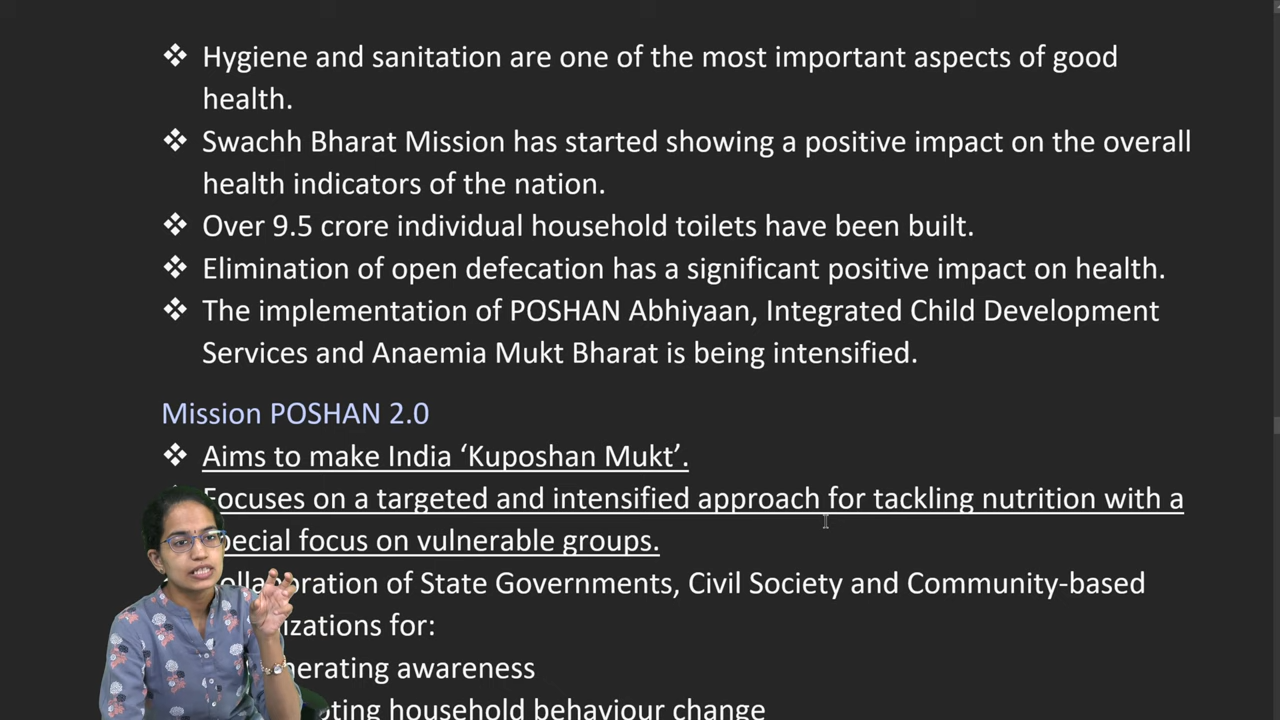 ❖ Hygiene and sanitation are one of the most important aspects of good
health.
❖ Swachh Bharat Mission has started showing a positive impact on the overall
health indicators of the nation.
❖ Over 9.5 crore individual household toilets have been built.
❖ Elimination of open defecation has a significant positive impact on health.
❖ The implementation of POSHAN Abhiyaan, Integrated Child Development
Services and Anaemia Mukt Bharat is being intensified.
Mission POSHAN 2.0
❖ Aims to make India ‘Kuposhan Mukt’.
Focuses on a targeted and intensified approach for tackling nutrition with a
focus on vulnerable groups.
of State Governments, Civil Society and Community-based
for:
awareness
household behaviour change